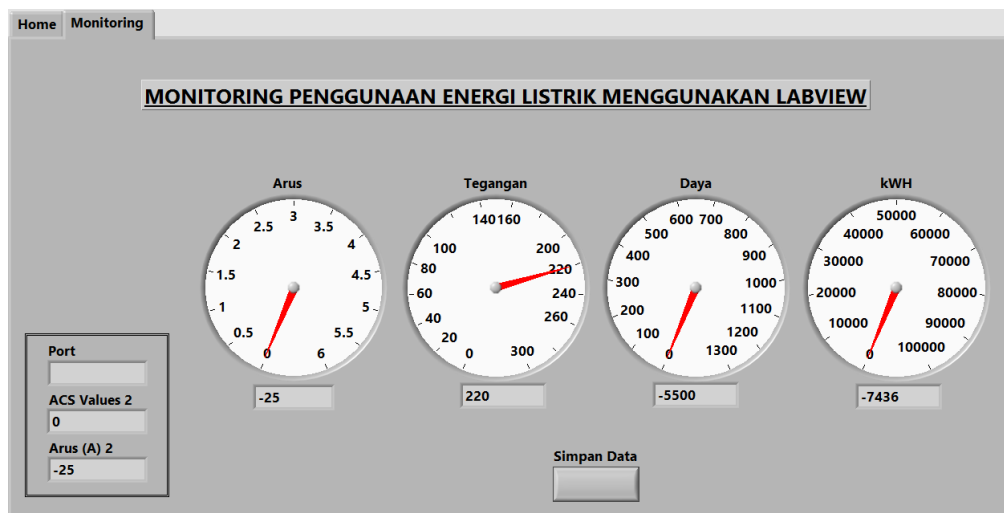 Home Monitoring
MONITORING PENGGUNAAN ENERGI LISTRIK MENGGUNAKAN LABVIEW
Arus
0 0.5 1 1.5 2 2.5 3 3.5 4 4.5 5 5.5 6
-25
Tegangan
0 20 40 60 80 100 140 160 200 220 240 260 300
220
Daya
0 100 200 300 400 500 600 700 800 900 1000 1100 1200 1300
-5500
kWH
0 10000 20000 30000 40000 50000 60000 70000 80000 90000 100000
-7436
Port
ACS Values 2
0
Arus (A) 2
-25
Simpan Data